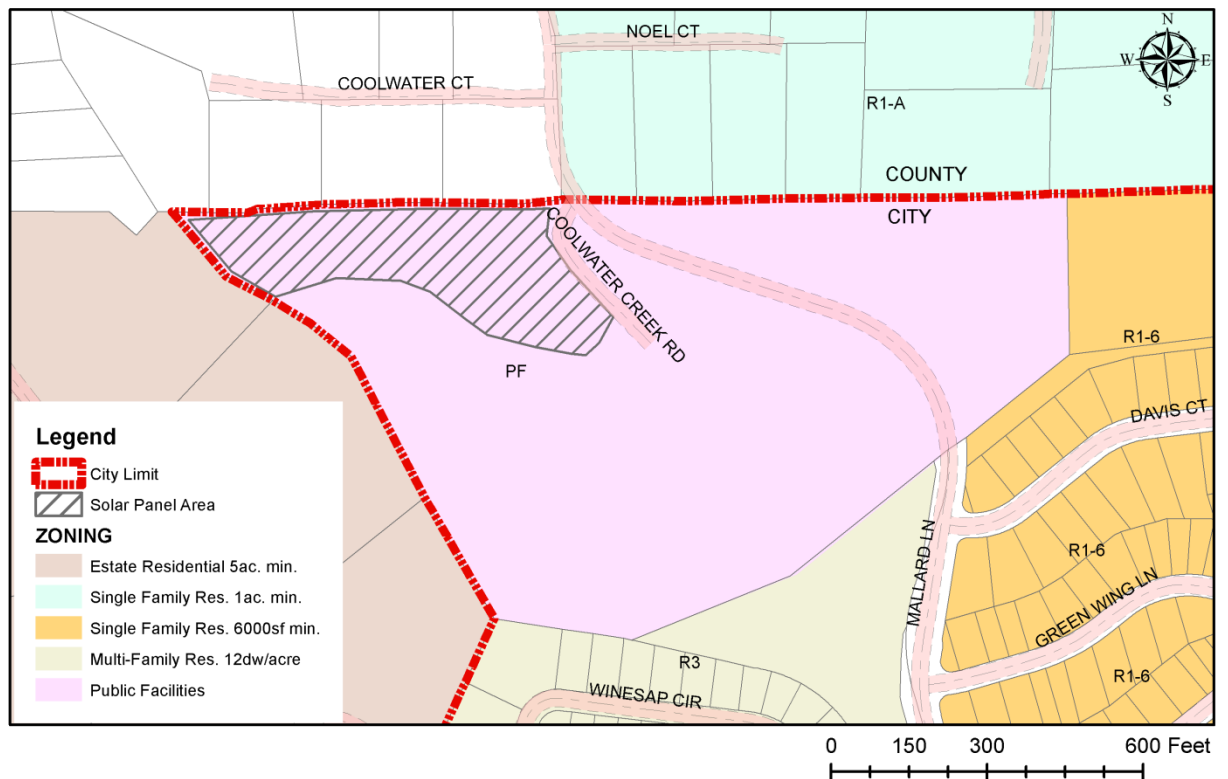 NOEL CT
N
W E
S
COOLWATER CT
R1-A
COUNTY
CITY
COOLWATER CREEK RD
R1-6
PF
DAVIS CT
Legend
City Limit
Solar Panel Area
ZONING
Estate Residential 5ac. min.
Single Family Res. 1ac. min.
Single Family Res. 6000sf min.
Multi-Family Res. 12dw/acre
Public Facilities
MALLARD LN
R1-6
GREEN WING LN
R3
R1-6
WINESAP CIR
0 150 300 600 Feet